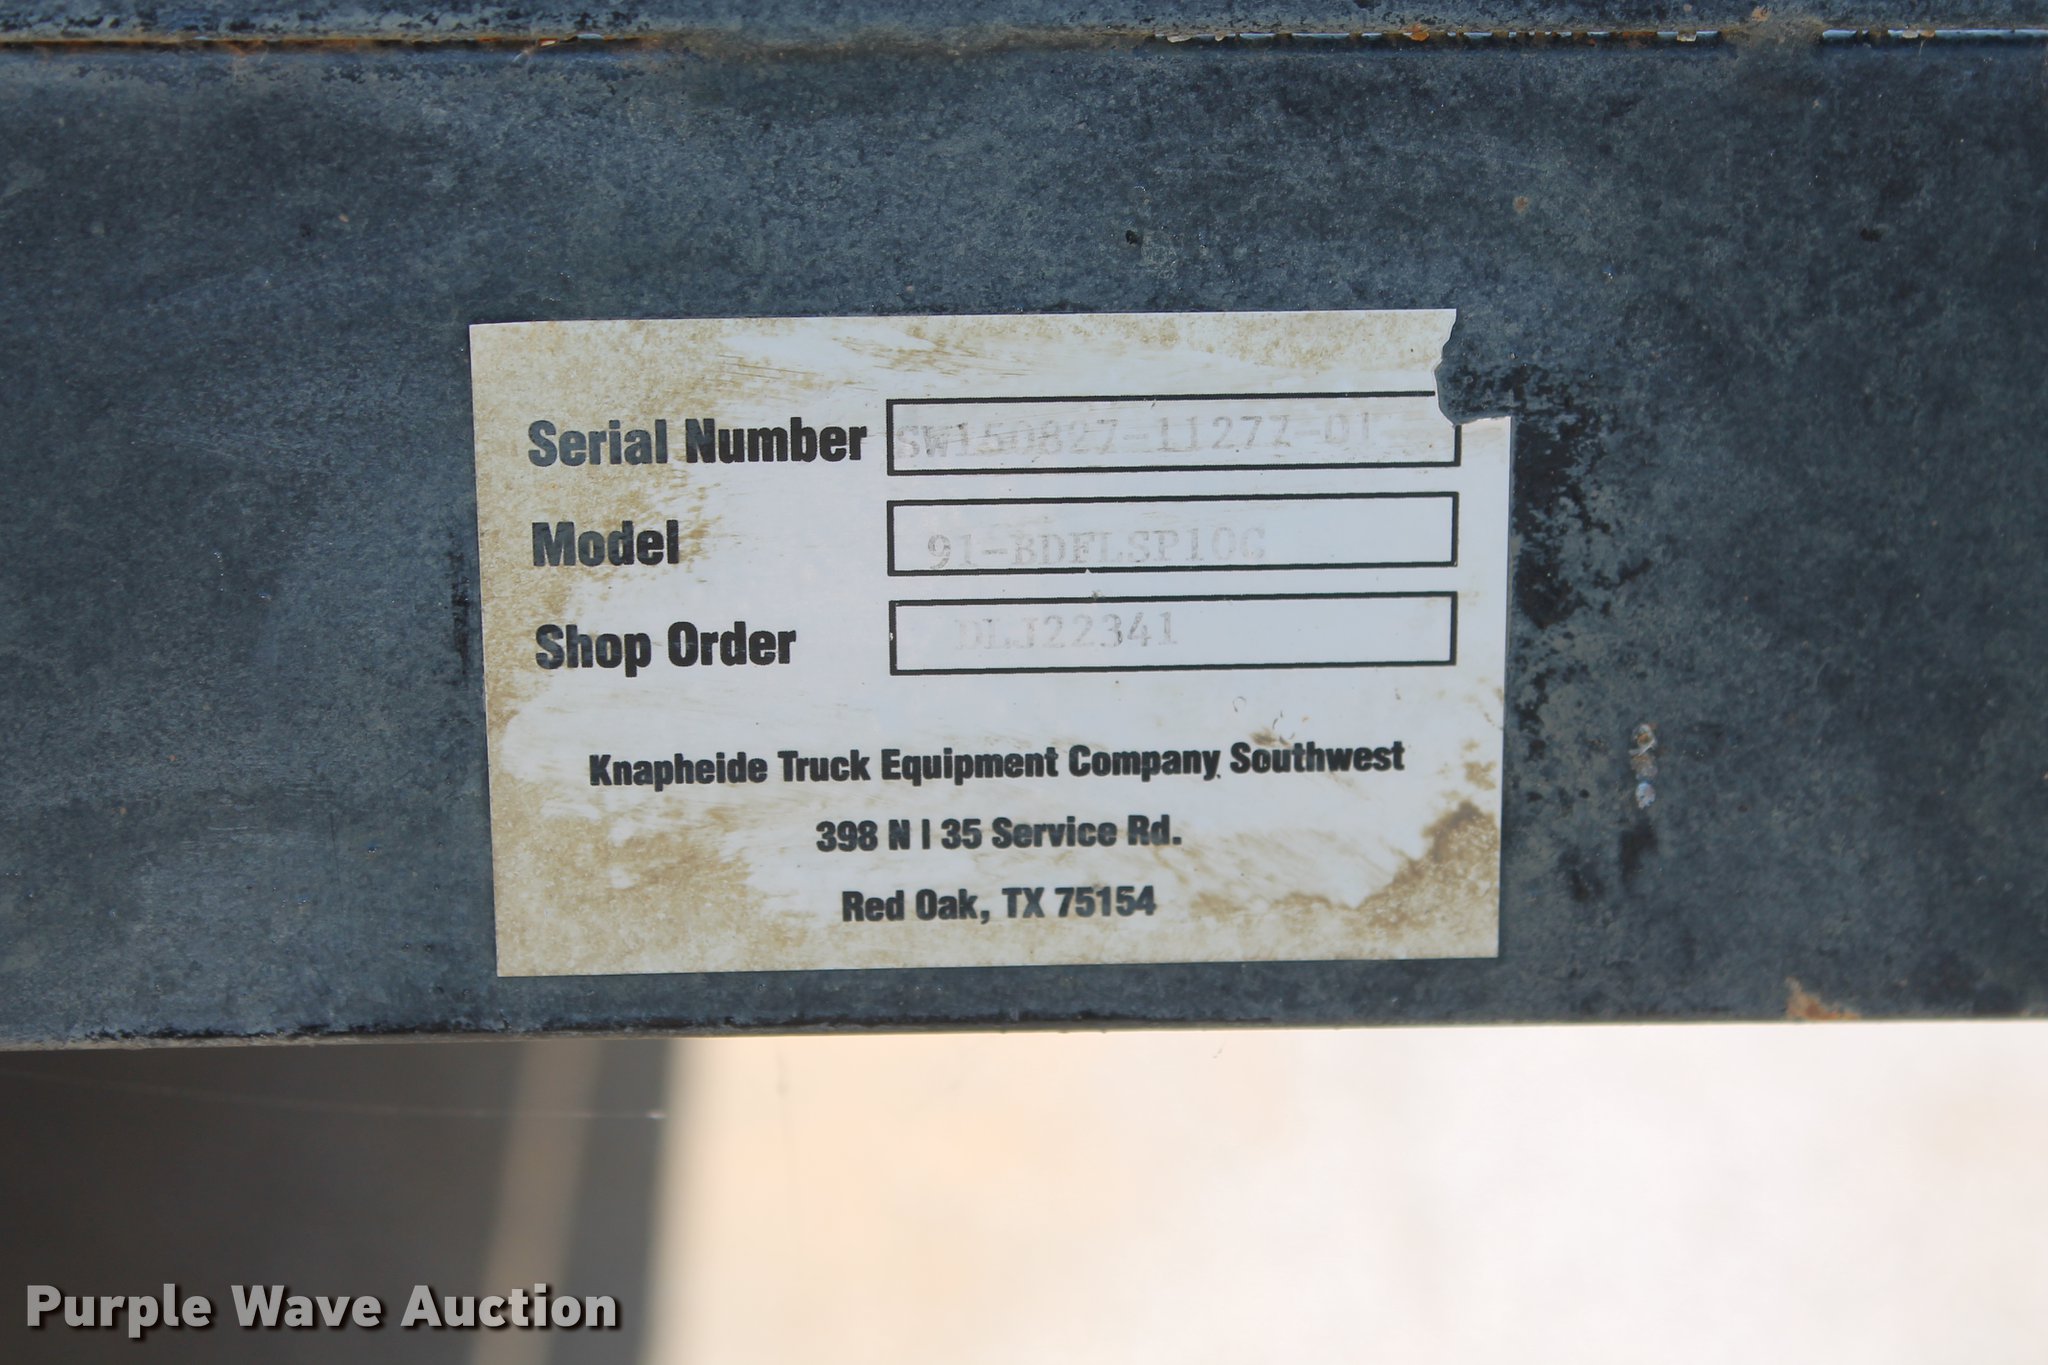 Serial Number SW150827-11277-01
Model 91-BDFLSP10G
Shop Order DLJ22341
Knapheide Truck Equipment Company Southwest
398 N I 35 Service Rd.
Red Oak, TX 75154
Purple Wave Auction